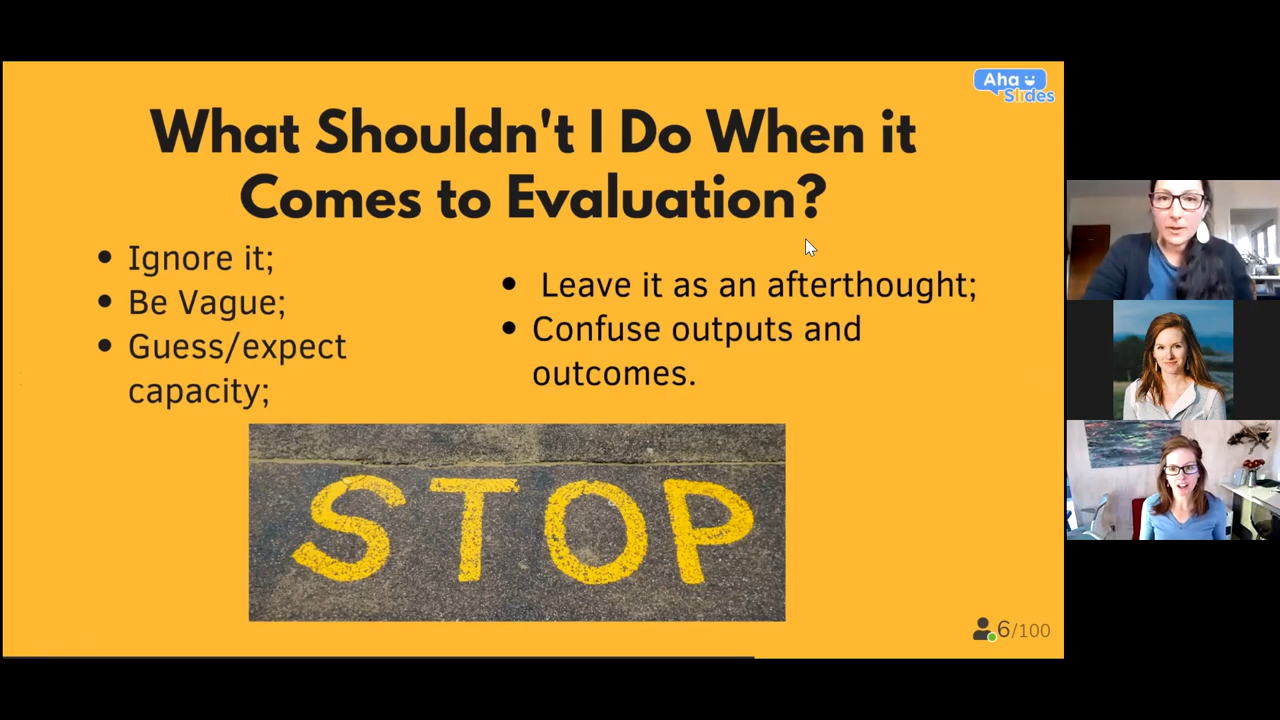 Aha
Slides
What Shouldn't I Do When it
Comes to Evaluation?
• Ignore it;
• Be Vague;
• Guess/expect
capacity;
• Leave it as an afterthought;
• Confuse outputs and
outcomes.
STOP
6/100